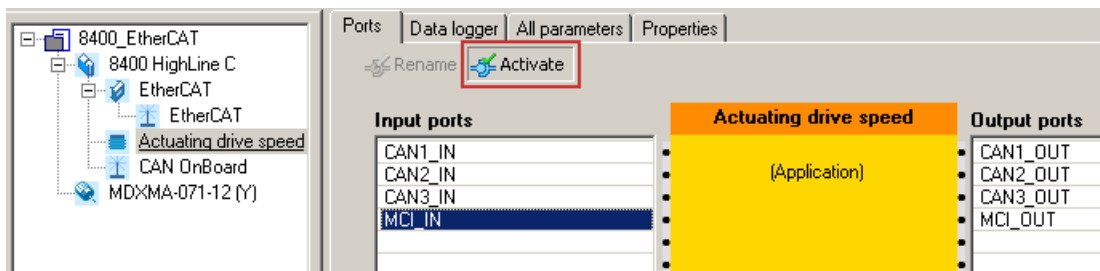 8400_EtherCAT
8400 HighLine C
EtherCAT
EtherCAT
Actuating drive speed
CAN OnBoard
MDXMA-071-12 (Y)
Ports Data logger All parameters Properties
Rename Activate
Input ports
CAN1_IN
CAN2_IN
CAN3_IN
MCI_IN
Actuating drive speed
(Application)
Output ports
CAN1_OUT
CAN2_OUT
CAN3_OUT
MCI_OUT